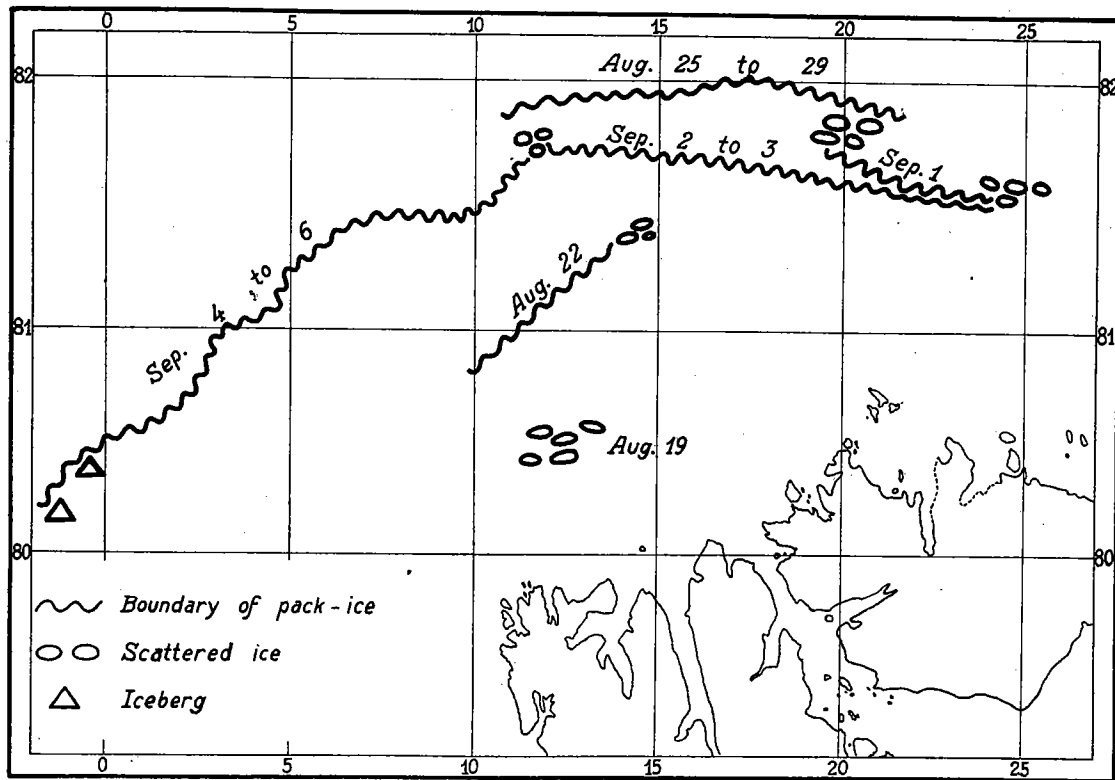 0 5 10 15 20 25
82 Aug. 25 to 29 82
Sep. 2 to 3
Sep. 1
Sep. 4 to 6
Aug. 22
81 81
Aug. 19
80 80
Boundary of pack-ice
Scattered ice
Iceberg
0 5 10 15 20 25